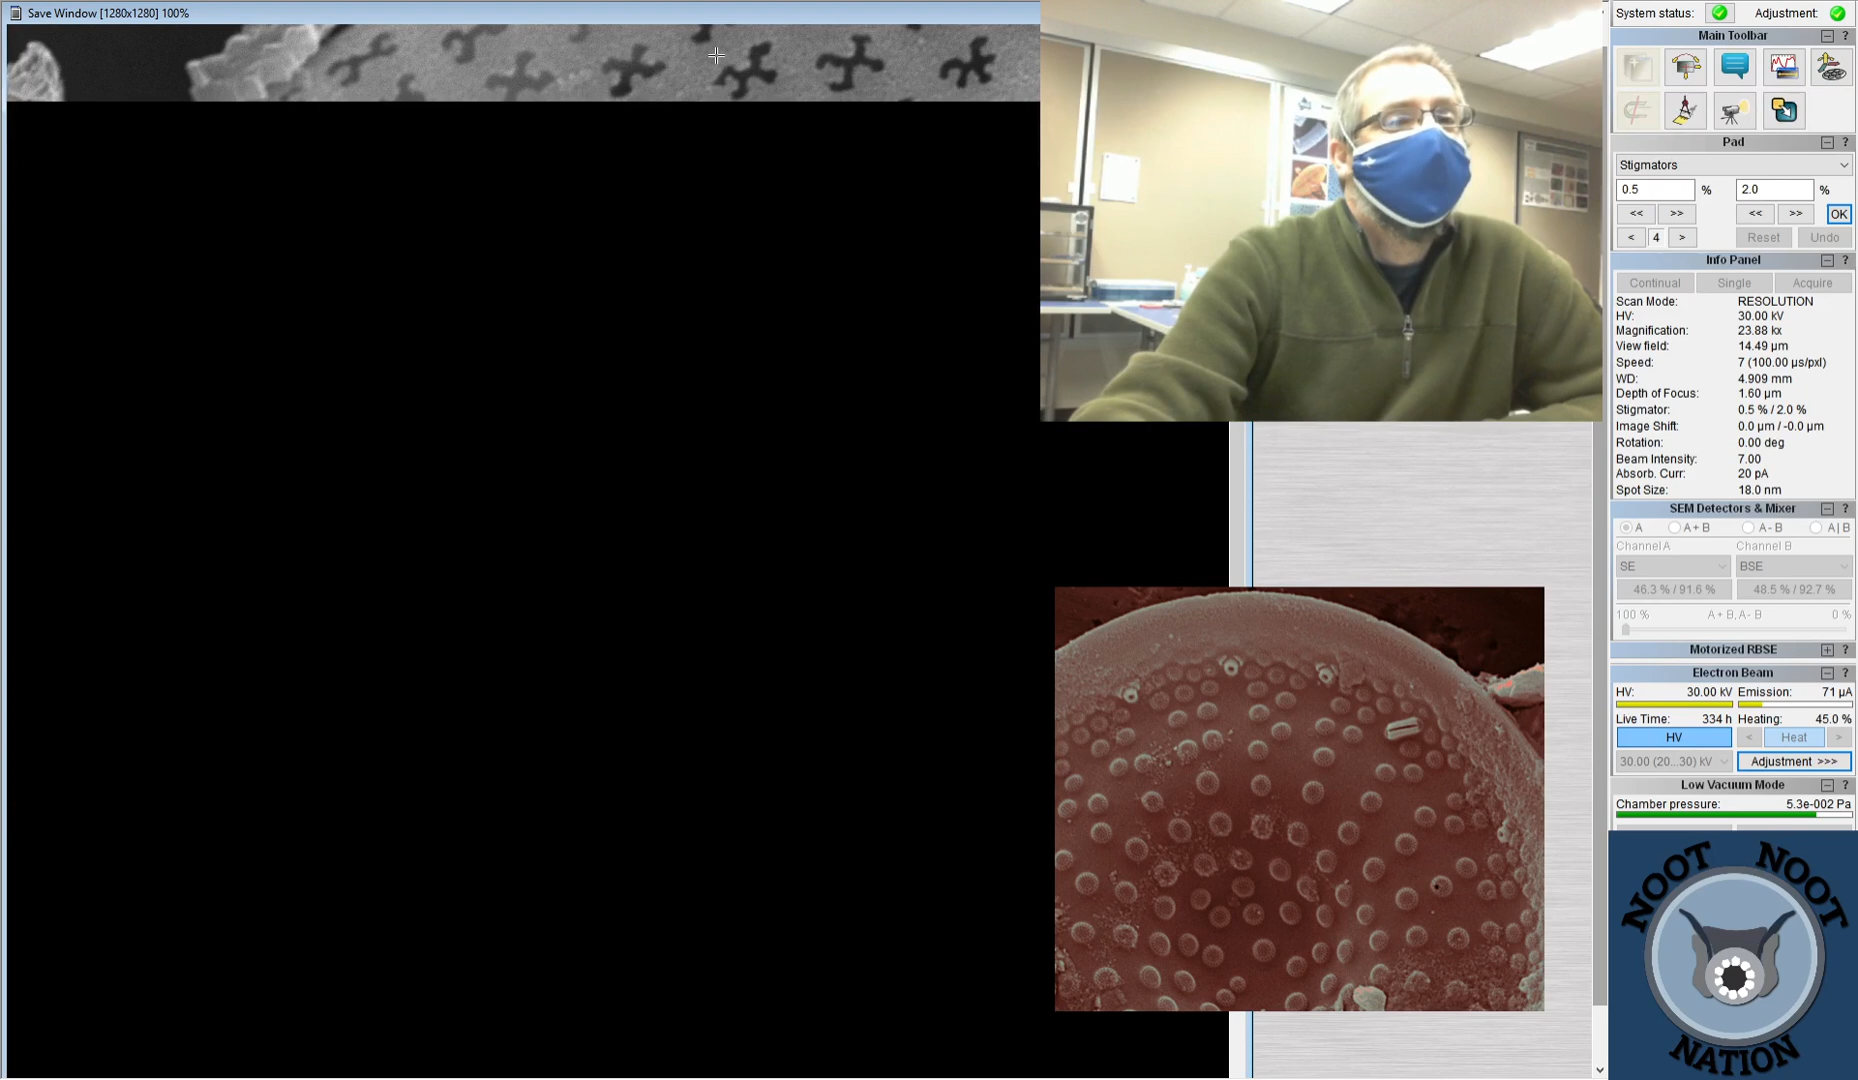 Save Window [1280x1280] 100%
System status: Adjustment:
Main Toolbar − ?
Pad − ?
Stigmators
0.5 % 2.0 %
<< >> << >> OK
< 4 > Reset Undo
Info Panel − ?
Continual Single Acquire
Scan Mode: RESOLUTION
HV: 30.00 kV
Magnification: 23.88 kx
View field: 14.49 µm
Speed: 7 (100.00 µs/pxl)
WD: 4.909 mm
Depth of Focus: 1.60 µm
Stigmator: 0.5 % / 2.0 %
Image Shift: 0.0 µm / -0.0 µm
Rotation: 0.00 deg
Beam Intensity: 7.00
Absorb. Curr: 20 pA
Spot Size: 18.0 nm
SEM Detectors & Mixer − ?
A A + B A - B A | B
Channel A Channel B
SE BSE
46.3 % / 91.6 % 48.5 % / 92.7 %
100 % A + B, A - B 0 %
Motorized RBSE + ?
Electron Beam − ?
HV: 30.00 kV Emission: 71 µA
Live Time: 334 h Heating: 45.0 %
HV < Heat >
30.00 (20...30) kV Adjustment >>>
Low Vacuum Mode − ?
Chamber pressure: 5.3e-002 Pa
NOOT NOOT
NATION